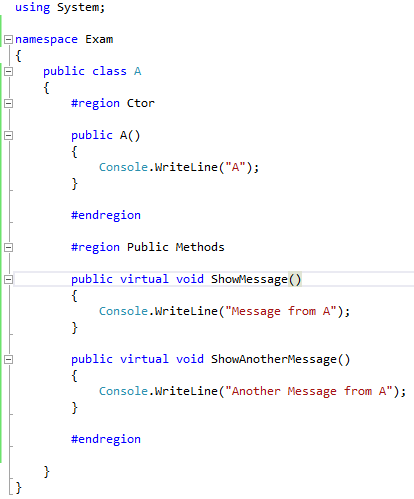 using System;
namespace Exam
{
public class A
{
#region Ctor
public A()
{
Console.WriteLine("A");
}
#endregion
#region Public Methods
public virtual void ShowMessage()
{
Console.WriteLine("Message from A");
}
public virtual void ShowAnotherMessage()
{
Console.WriteLine("Another Message from A");
}
#endregion
}
}